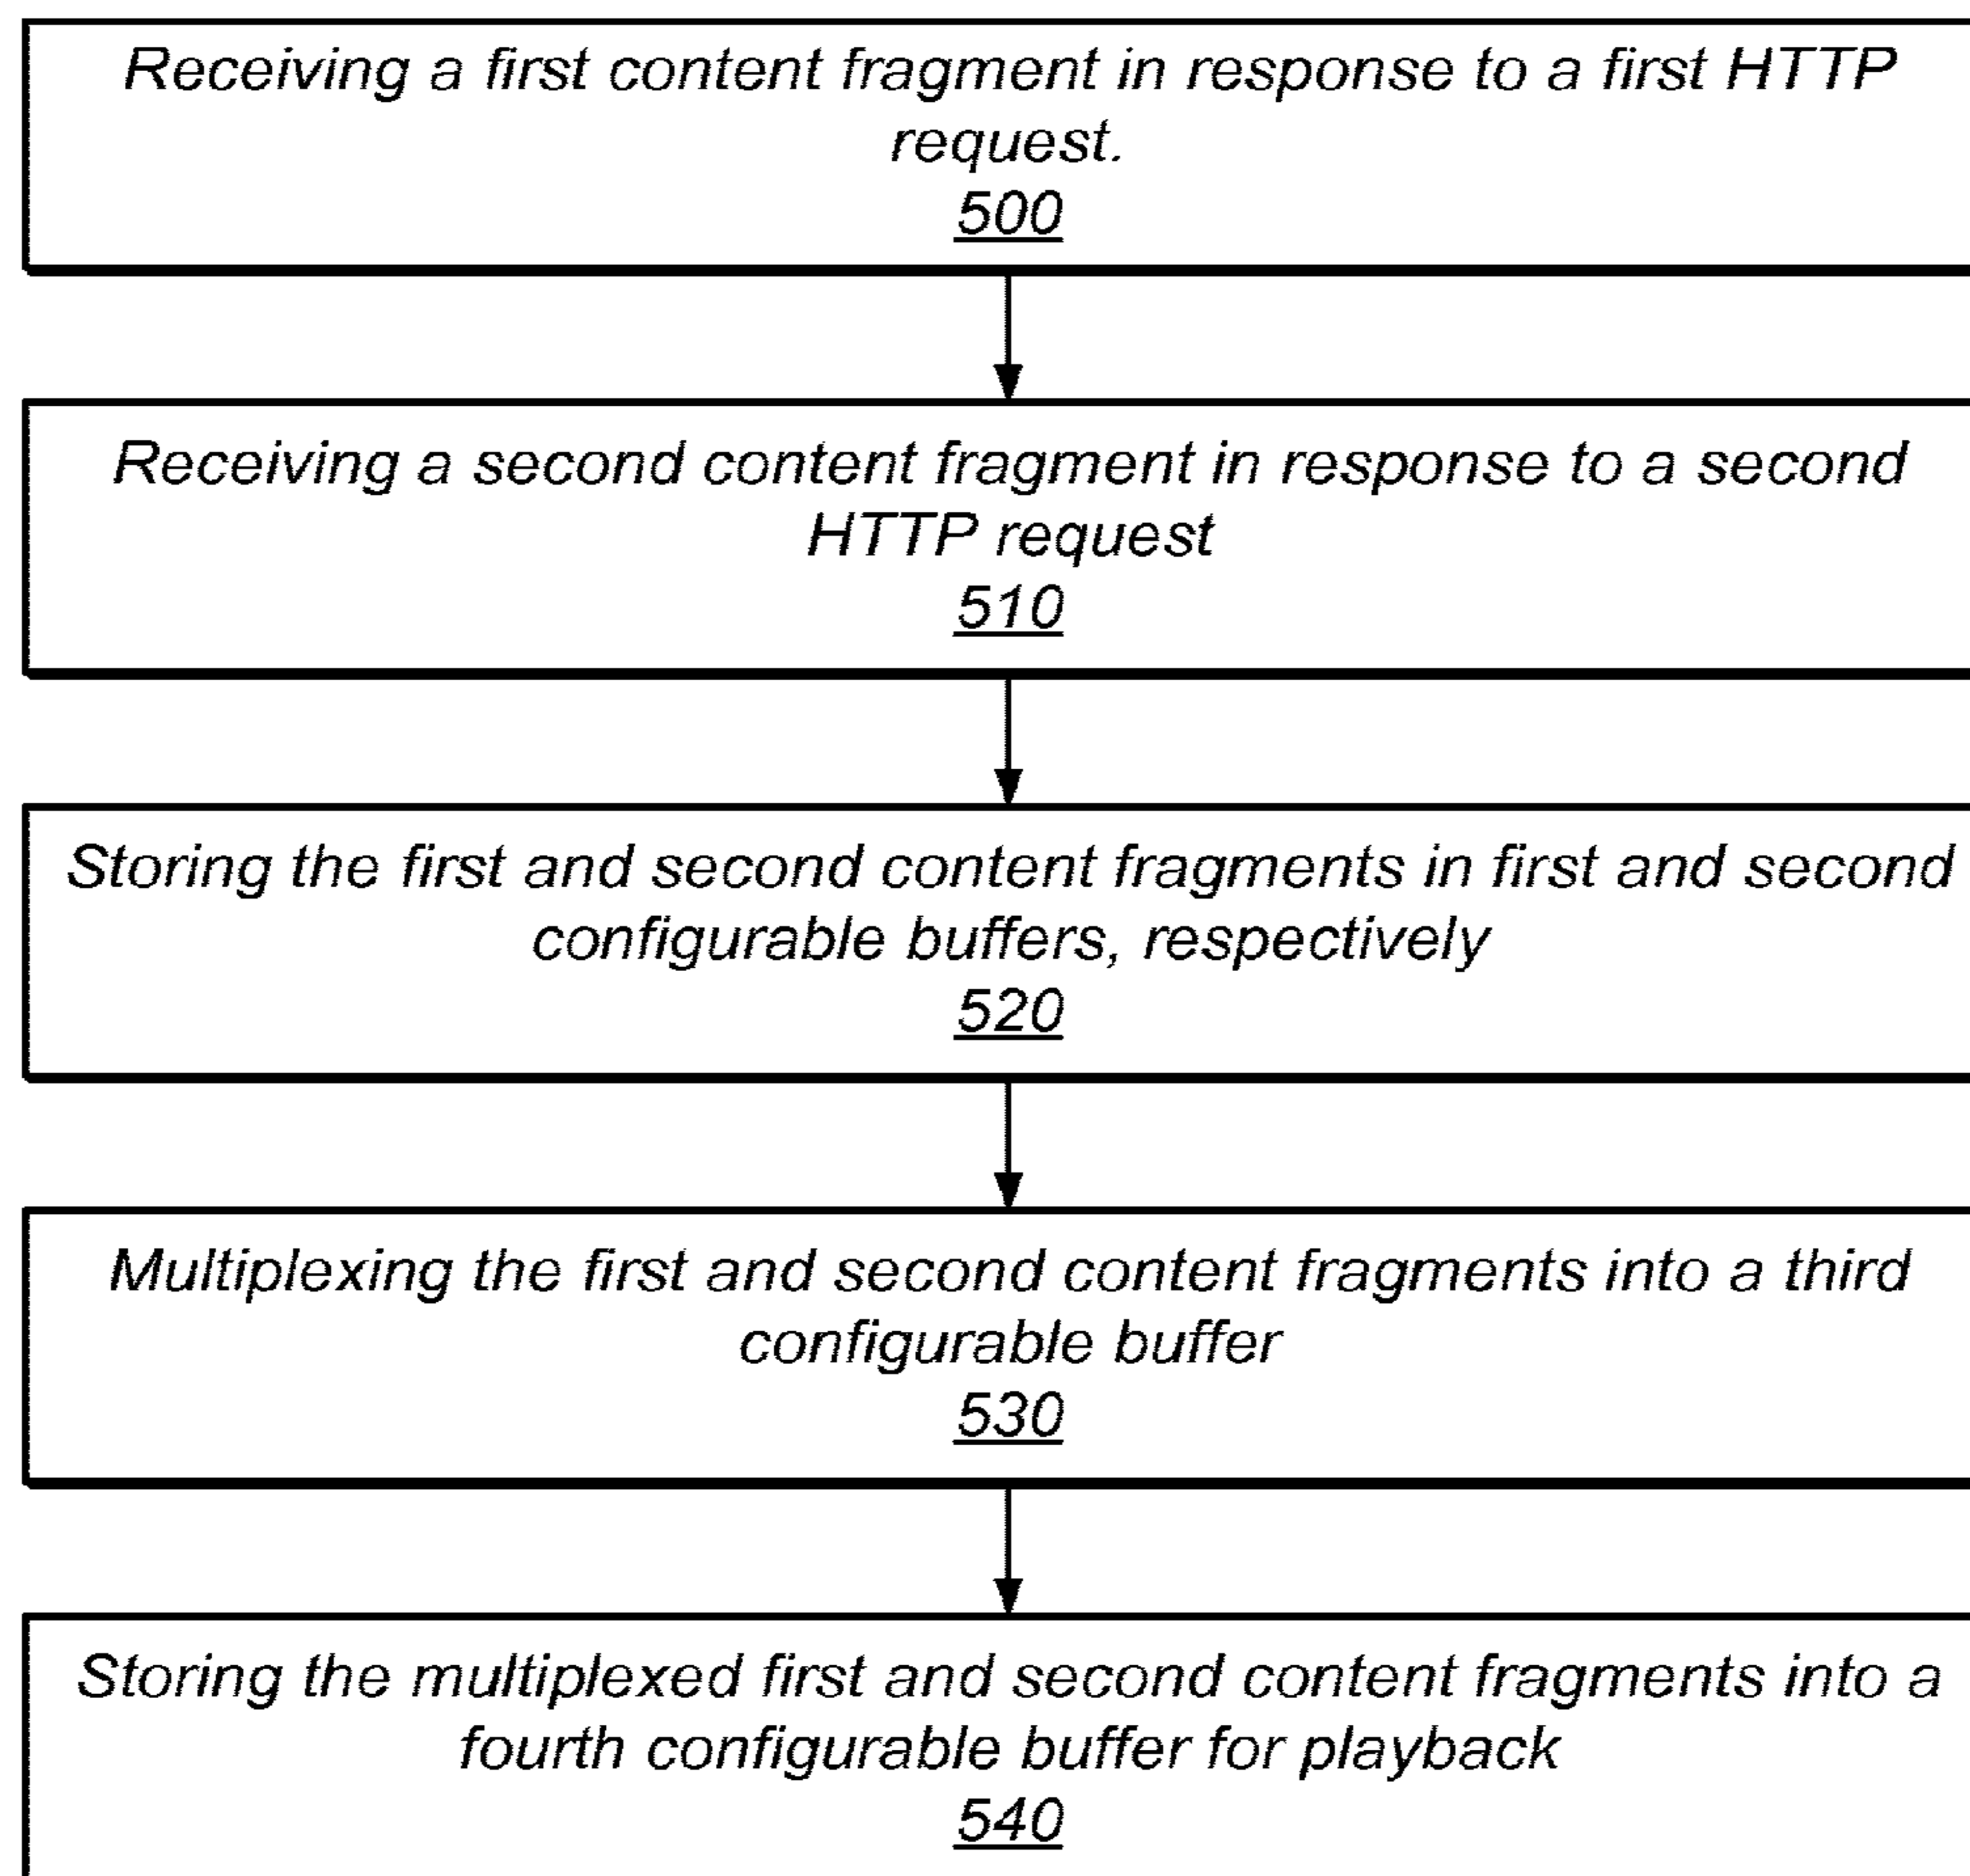 Receiving a first content fragment in response to a first HTTP
request.
500
Receiving a second content fragment in response to a second
HTTP request
510
Storing the first and second content fragments in first and second
configurable buffers, respectively
520
Multiplexing the first and second content fragments into a third
configurable buffer
530
Storing the multiplexed first and second content fragments into a
fourth configurable buffer for playback
540